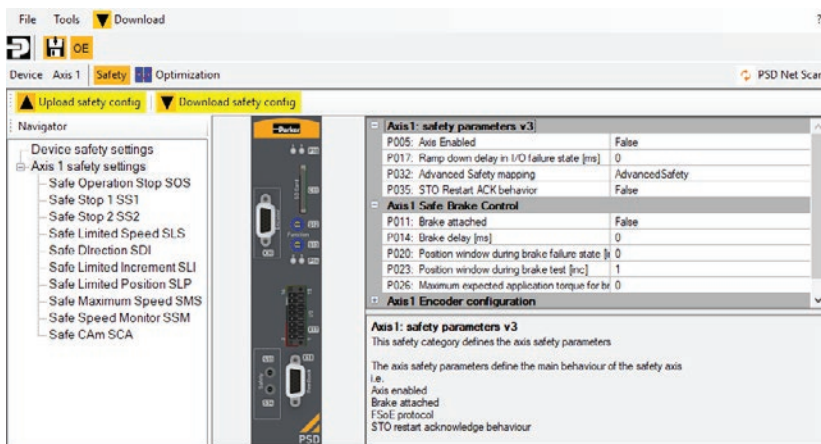 File Tools Download ?
OE
Device Axis 1 Safety Optimization PSD Net Scan
Upload safety config Download safety config
Navigator
Device safety settings
Axis 1 safety settings
Safe Operation Stop SOS
Safe Stop 1 SS1
Safe Stop 2 SS2
Safe Limited Speed SLS
Safe DIrection SDI
Safe Limited Increment SLI
Safe Limited Position SLP
Safe Maximum Speed SMS
Safe Speed Monitor SSM
Safe CAm SCA
Parker
SD Card
Function
Safety
Feedback
PSD
Axis1: safety parameters v3
P005: Axis Enabled False
P017: Ramp down delay in I/O failure state [ms] 0
P032: Advanced Safety mapping AdvancedSafety
P035: STO Restart ACK behavior False
Axis1 Safe Brake Control
P011: Brake attached False
P014: Brake delay [ms] 0
P020: Position window during brake failure state [i 0
P023: Position window during brake test [inc] 1
P026: Maximum expected application torque for br 0
Axis1 Encoder configuration
Axis1: safety parameters v3
This safety category defines the axis safety parameters
The axis safety parameters define the main behaviour of the safety axis
i.e.
Axis enabled
Brake attached
FSoE protocol
STO restart acknowledge behaviour